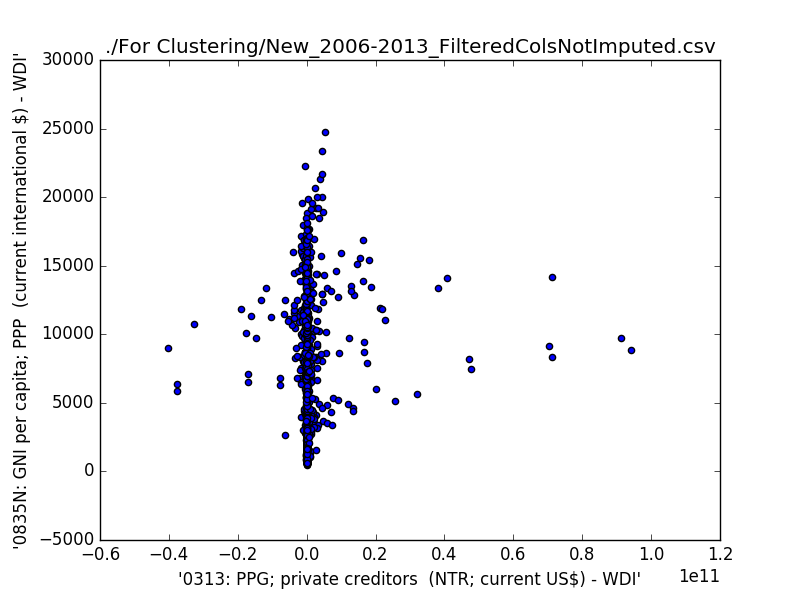 ./For Clustering/New_2006-2013_FilteredColsNotImputed.csv
30000
25000
20000
15000
10000
5000
0
−5000
'0835N: GNI per capita; PPP  (current international $) - WDI'
−0.6 −0.4 −0.2 0.0 0.2 0.4 0.6 0.8 1.0 1.2
1e11
'0313: PPG; private creditors  (NTR; current US$) - WDI'